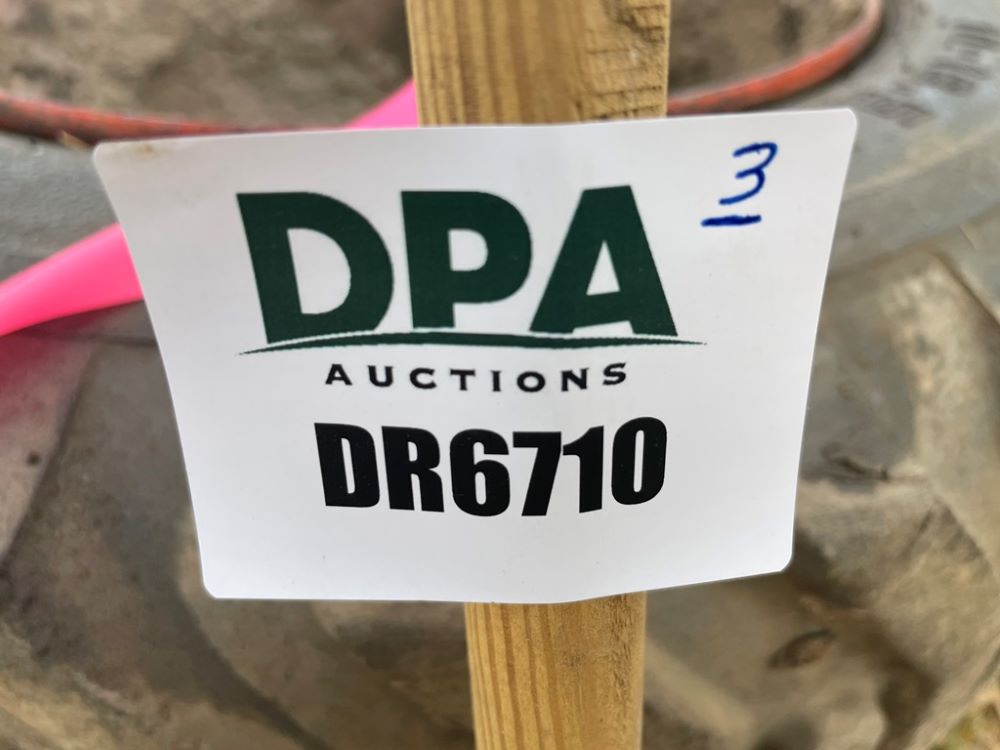 3
DPA
AUCTIONS
DR6710